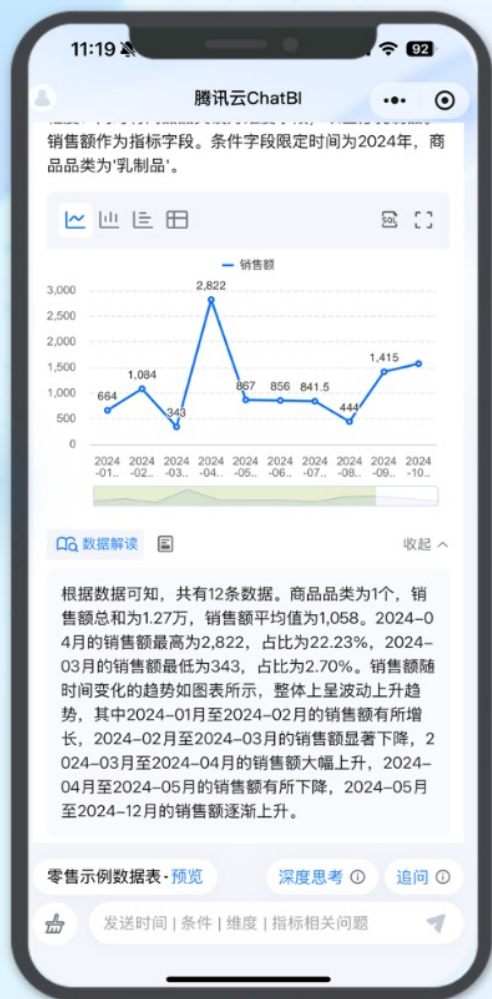 11:19
92
腾讯云ChatBI
销售额作为指标字段。条件字段限定时间为2024年，商
品品类为'乳制品'。
SQL
销售额
3,000
2,500
2,000
1,500
1,000
500
0
664
1,084
343
2,822
867
856
841.5
444
1,415
2024 2024 2024 2024 2024 2024 2024 2024 2024 2024
-01.. -02.. -03.. -04.. -05.. -06.. -07.. -08.. -09.. -10..
数据解读
收起
根据数据可知，共有12条数据。商品品类为1个，销
售额总和为1.27万，销售额平均值为1,058。2024-0
4月的销售额最高为2,822，占比为22.23%，2024-
03月的销售额最低为343，占比为2.70%。销售额随
时间变化的趋势如图表所示，整体上呈波动上升趋
势，其中2024-01月至2024-02月的销售额有所增
长，2024-02月至2024-03月的销售额显著下降，2
024-03月至2024-04月的销售额大幅上升，2024-
04月至2024-05月的销售额有所下降，2024-05月
至2024-12月的销售额逐渐上升。
零售示例数据表·预览
深度思考
追问
发送时间 | 条件 | 维度 | 指标相关问题